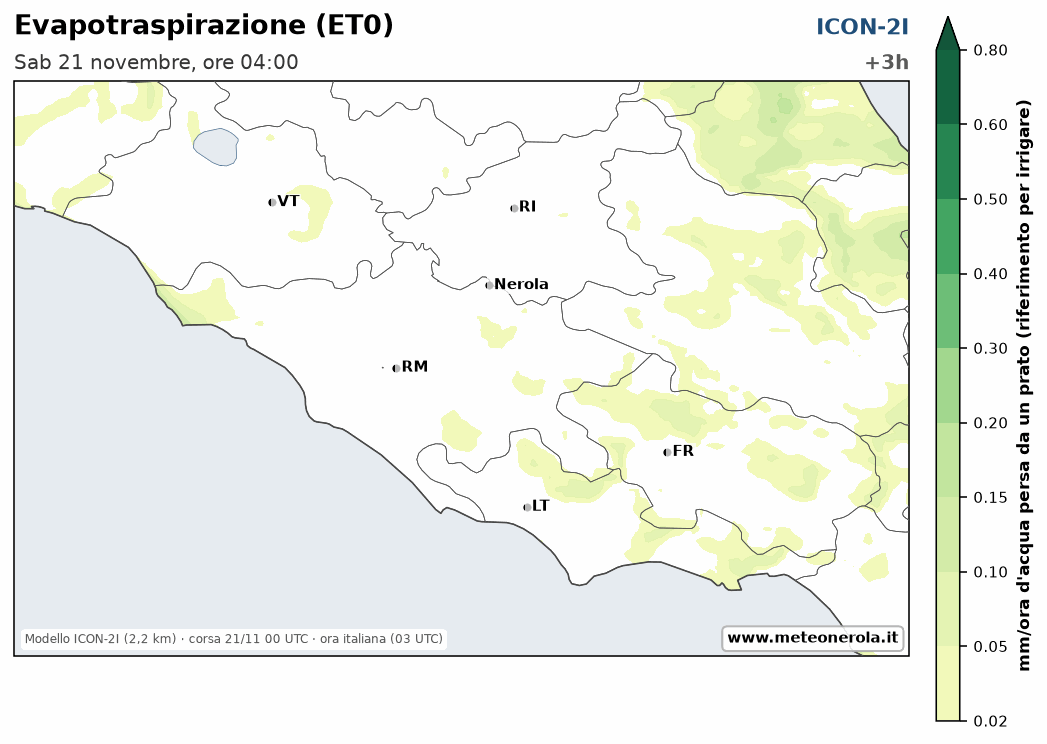 Evapotraspirazione (ET0)
ICON-2I
Sab 21 novembre, ore 04:00
+3h
VT
RI
Nerola
RM
FR
LT
Modello ICON-2I (2,2 km) · corsa 21/11 00 UTC · ora italiana (03 UTC)
www.meteonerola.it
0.80
0.60
0.50
0.40
0.30
0.20
0.15
0.10
0.05
0.02
mm/ora d'acqua persa da un prato (riferimento per irrigare)